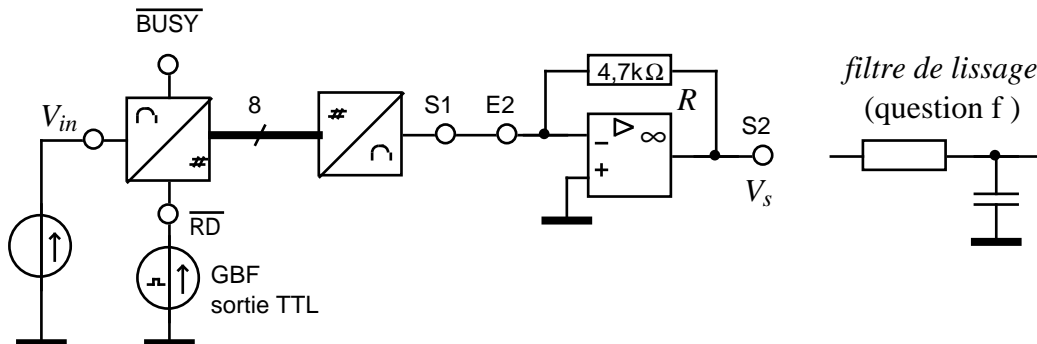 BUSY
8
4,7kΩ
filtre de lissage
(question f )
V_in
#
#
S1
E2
R
∞
S2
-
+
V_s
RD
GBF
sortie TTL